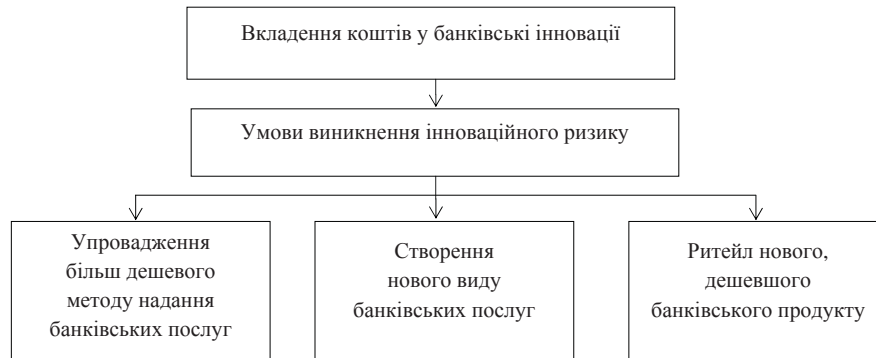 Вкладення коштів у банківські інновації
Умови виникнення інноваційного ризику
Упровадження
більш дешевого
методу надання
банківських послуг
Створення
нового виду
банківських послуг
Ритейл нового,
дешевшого
банківського продукту